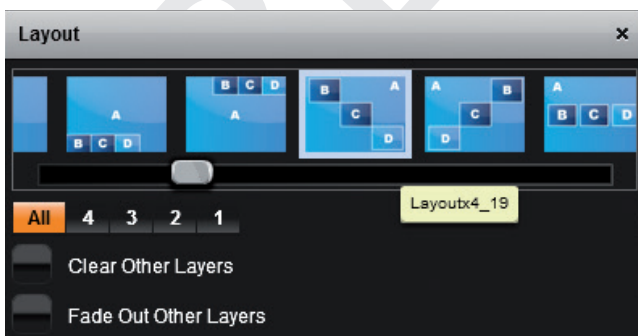 Layout ×
A B C D
B C D A
B A C D
A B C D
A B C D
Layoutx4_19
All 4 3 2 1
Clear Other Layers
Fade Out Other Layers